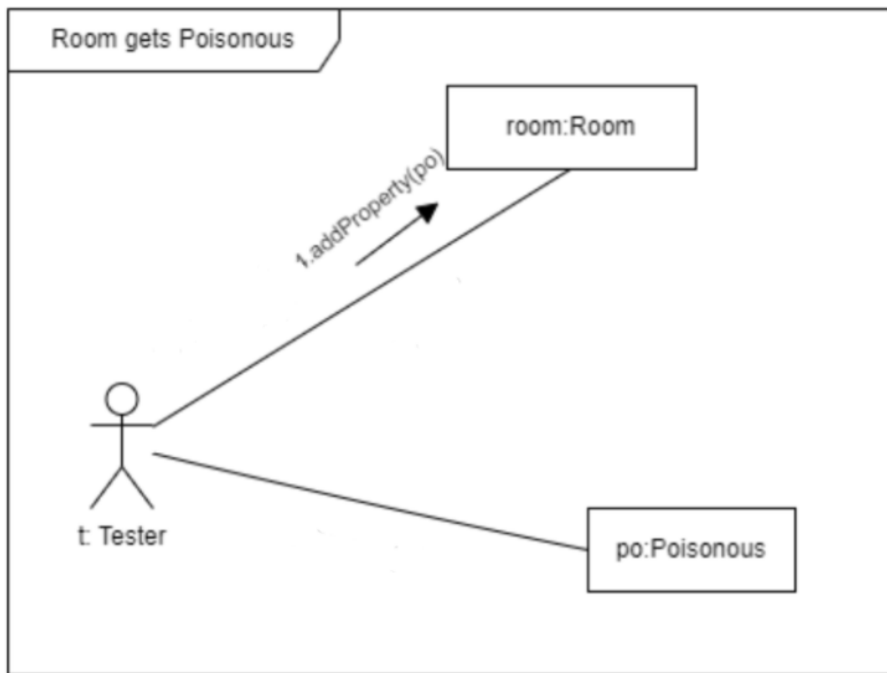 Room gets Poisonous
room:Room
1.addProperty(po)
t: Tester
po:Poisonous